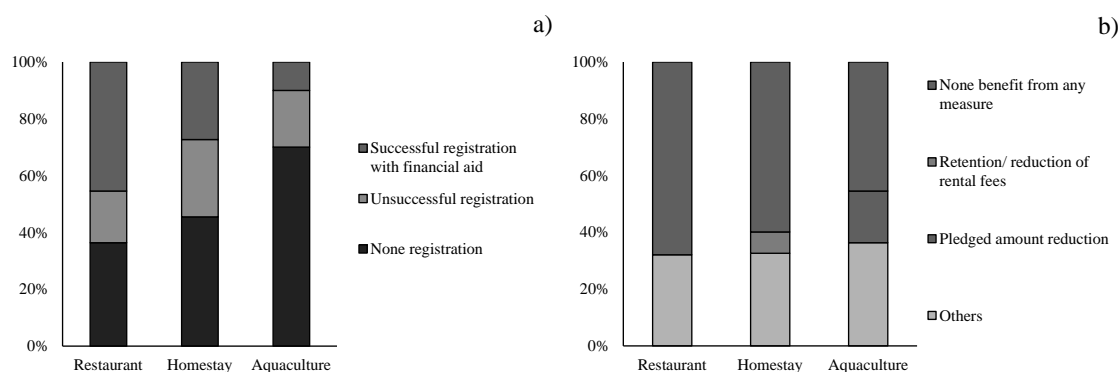 a)
100%
80%
60%
40%
20%
0%
Restaurant Homestay Aquaculture
Successful registration
with financial aid
Unsuccessful registration
None registration
b)
100%
80%
60%
40%
20%
0%
Restaurant Homestay Aquaculture
None benefit from any
measure
Retention/ reduction of
rental fees
Pledged amount reduction
Others